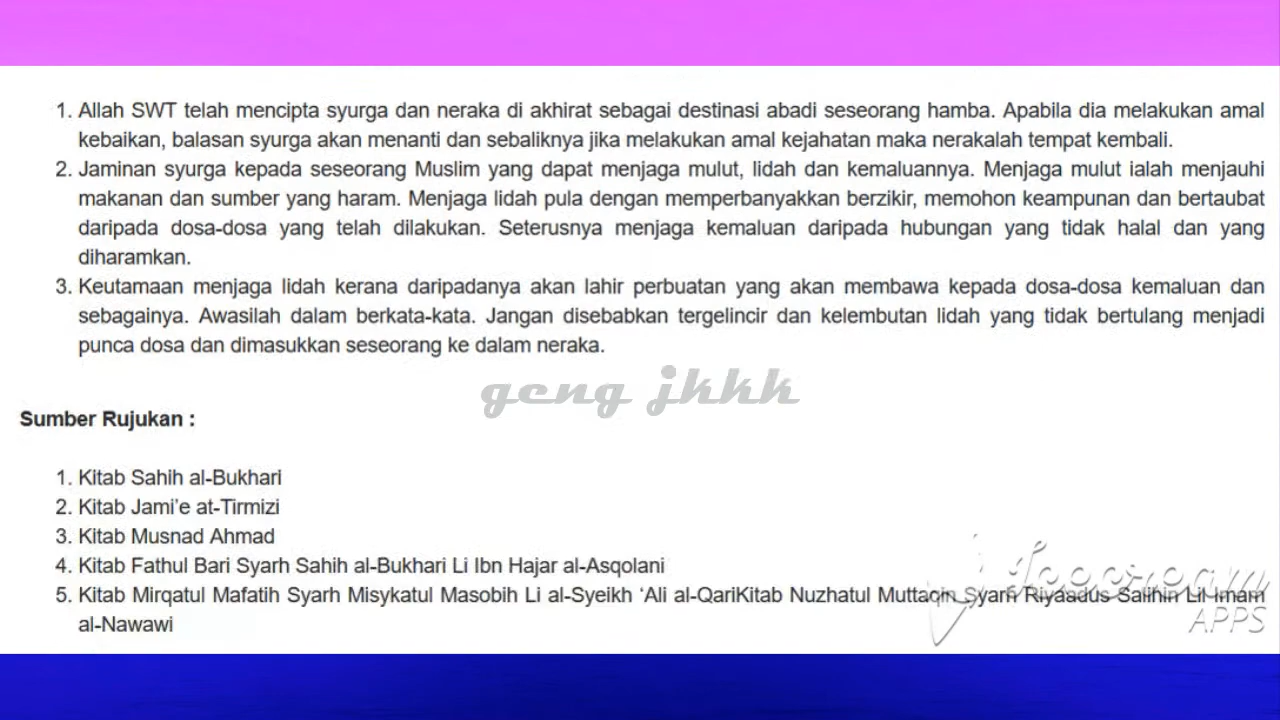 1. Allah SWT telah mencipta syurga dan neraka di akhirat sebagai destinasi abadi seseorang hamba. Apabila dia melakukan amal
kebaikan, balasan syurga akan menanti dan sebaliknya jika melakukan amal kejahatan maka nerakalah tempat kembali.
2. Jaminan syurga kepada seseorang Muslim yang dapat menjaga mulut, lidah dan kemaluannya. Menjaga mulut ialah menjauhi
makanan dan sumber yang haram. Menjaga lidah pula dengan memperbanyakkan berzikir, memohon keampunan dan bertaubat
daripada dosa-dosa yang telah dilakukan. Seterusnya menjaga kemaluan daripada hubungan yang tidak halal dan yang
diharamkan.
3. Keutamaan menjaga lidah kerana daripadanya akan lahir perbuatan yang akan membawa kepada dosa-dosa kemaluan dan
sebagainya. Awasilah dalam berkata-kata. Jangan disebabkan tergelincir dan kelembutan lidah yang tidak bertulang menjadi
punca dosa dan dimasukkan seseorang ke dalam neraka.
geng jkkk
Sumber Rujukan :
1. Kitab Sahih al-Bukhari
2. Kitab Jami’e at-Tirmizi
3. Kitab Musnad Ahmad
4. Kitab Fathul Bari Syarh Sahih al-Bukhari Li Ibn Hajar al-Asqolani
5. Kitab Mirqatul Mafatih Syarh Misykatul Masobih Li al-Syeikh ‘Ali al-QariKitab Nuzhatul Muttaqin Syarh Riyaadus Salihin Lil Imam
al-Nawawi
APPS